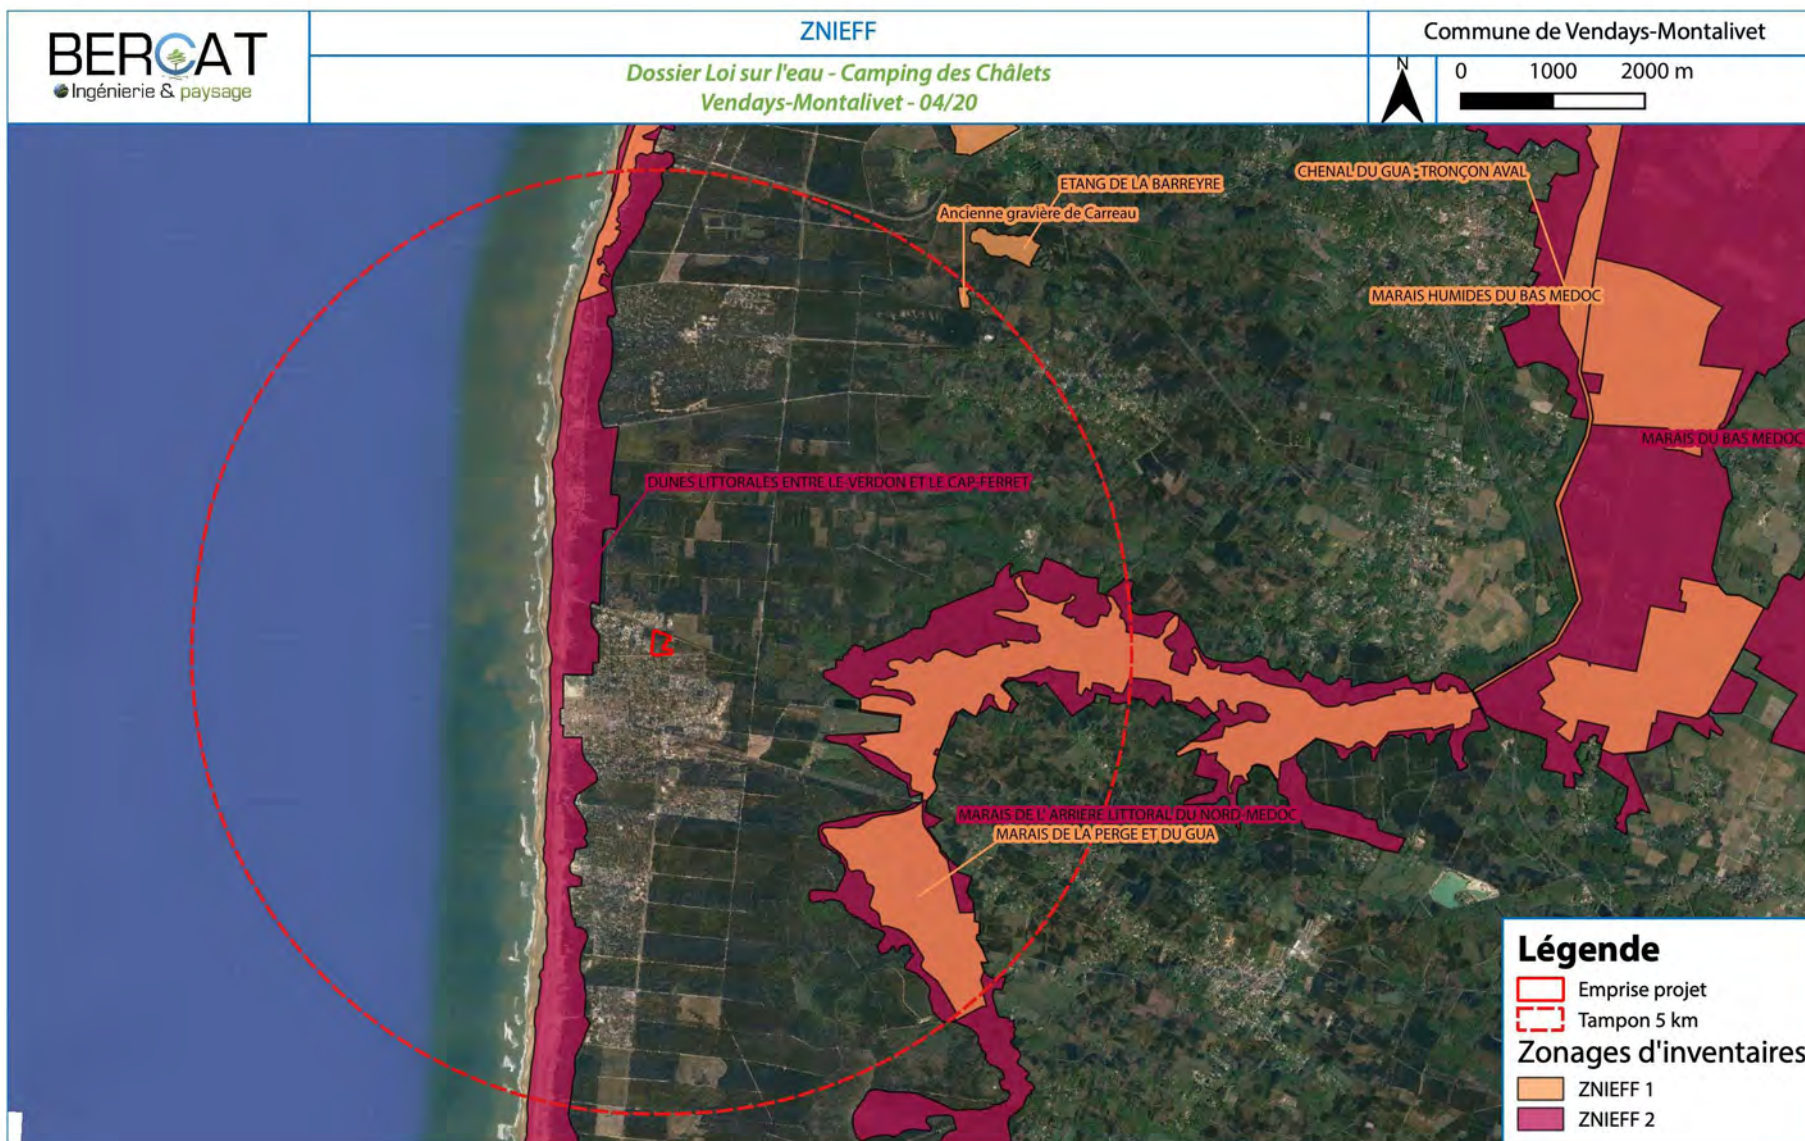 BERCAT
Ingénierie & paysage
ZNIEFF
Dossier Loi sur l'eau - Camping des Châlets
Vendays-Montalivet - 04/20
Commune de Vendays-Montalivet
N
0 1000 2000 m
ETANG DE LA BARREYRE
Ancienne gravière de Carreau
CHENAL DU GUA : TRONÇON AVAL
MARAIS HUMIDES DU BAS MEDOC
MARAIS DU BAS MEDOC
DUNES LITTORALES ENTRE LE VERDON ET LE CAP-FERRET
MARAIS DE L' ARRIERE LITTORAL DU NORD-MEDOC
MARAIS DE LA PERGE ET DU GUA
Légende
Emprise projet
Tampon 5 km
Zonages d'inventaires
ZNIEFF 1
ZNIEFF 2